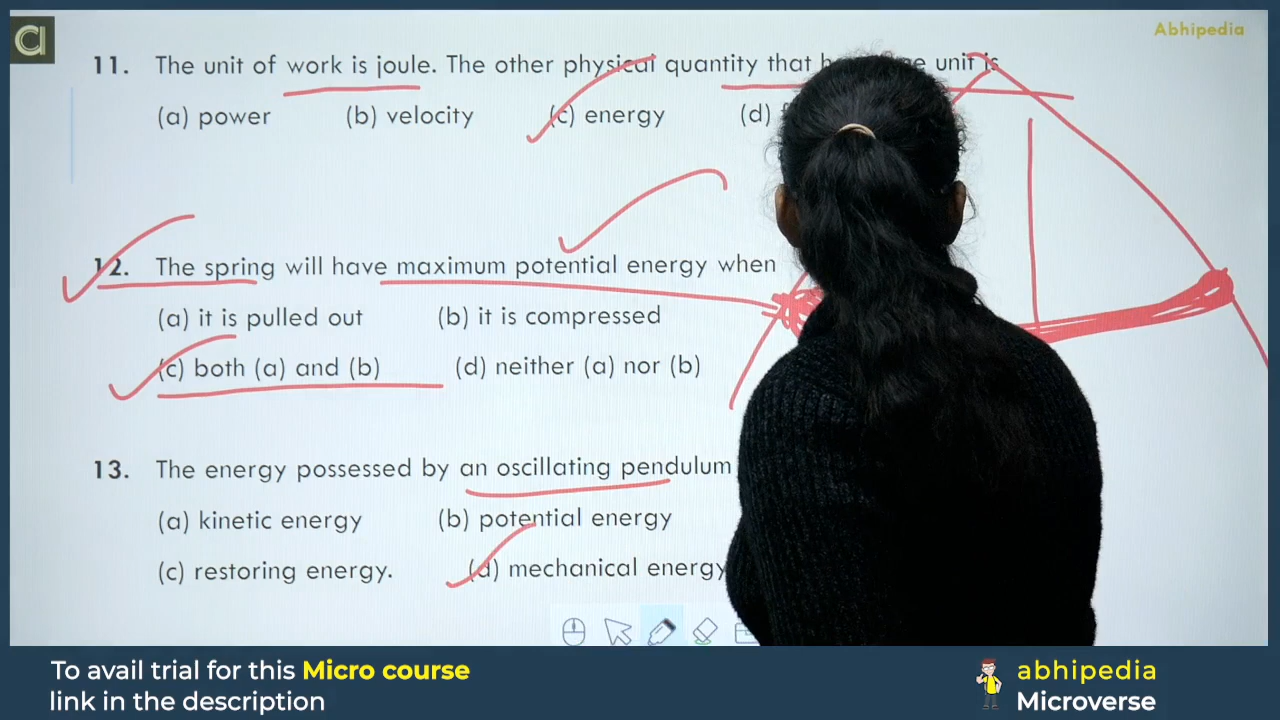 Abhipedia
11. The unit of work is joule. The other physical quantity that unit is
(a) power (b) velocity (c) energy (d)
12. The spring will have maximum potential energy when
(a) it is pulled out (b) it is compressed
(c) both (a) and (b) (d) neither (a) nor (b)
13. The energy possessed by an oscillating pendulum
(a) kinetic energy (b) potential energy
(c) restoring energy. (d) mechanical energy
To avail trial for this Micro course
link in the description
abhipedia
Microverse